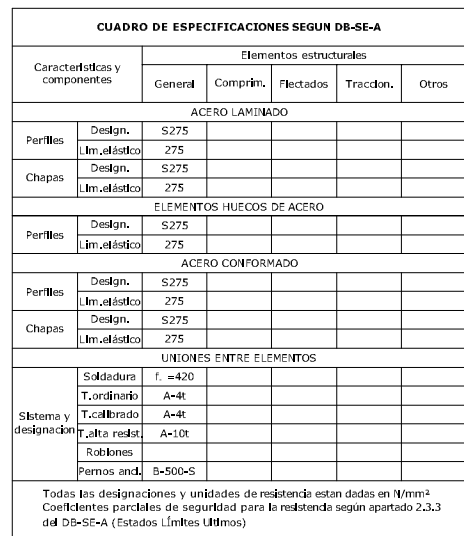 CUADRO DE ESPECIFICACIONES SEGUN DB-SE-A
Características y componentes
Elementos estructurales
General Comprim. Flectados Traccion. Otros
ACERO LAMINADO
Perfiles Design. S275
Lim.elástico 275
Chapas Design. S275
Lim.elástico 275
ELEMENTOS HUECOS DE ACERO
Perfiles Design. S275
Lim.elástico 275
ACERO CONFORMADO
Perfiles Design. S275
Lim.elástico 275
Chapas Design. S275
Lim.elástico 275
UNIONES ENTRE ELEMENTOS
Sistema y designacion
Soldadura f. =420
T.ordinario A-4t
T.calibrado A-4t
T.alta resist. A-10t
Roblones
Pernos ancl. B-500-S
Todas las designaciones y unidades de resistencia estan dadas en N/mm²
Coeficientes parciales de seguridad para la resistencia según apartado 2.3.3
del DB-SE-A (Estados Límites Ultimos)